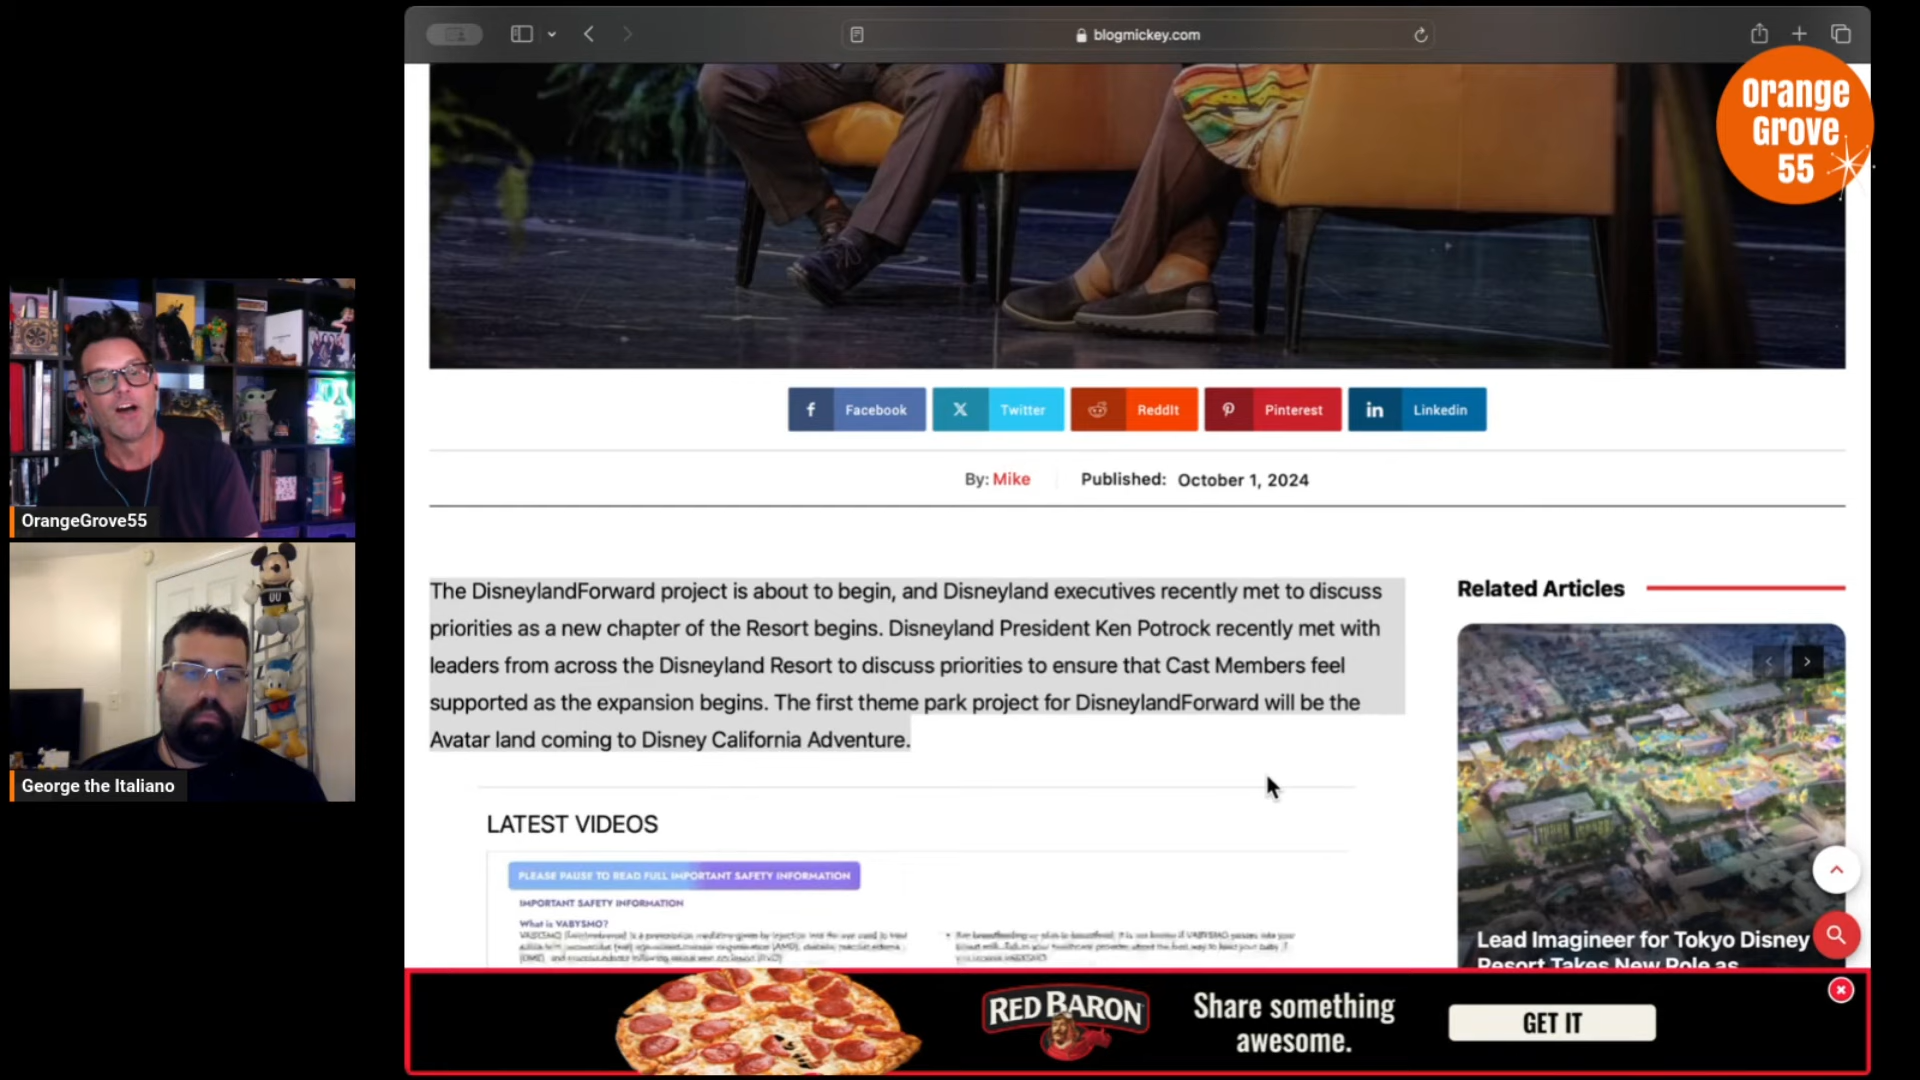 blogmickey.com
Orange
Grove
55
Facebook
Twitter
ReddIt
Pinterest
Linkedin
By: Mike
Published: October 1, 2024
OrangeGrove55
George the Italiano
00
The DisneylandForward project is about to begin, and Disneyland executives recently met to discuss
priorities as a new chapter of the Resort begins. Disneyland President Ken Potrock recently met with
leaders from across the Disneyland Resort to discuss priorities to ensure that Cast Members feel
supported as the expansion begins. The first theme park project for DisneylandForward will be the
Avatar land coming to Disney California Adventure.
Related Articles
LATEST VIDEOS
PLEASE PAUSE TO READ FULL IMPORTANT SAFETY INFORMATION
IMPORTANT SAFETY INFORMATION
What is VABYSMO?
Lead Imagineer for Tokyo Disney
Resort Takes New Role as
RED BARON
Share something
awesome.
GET IT